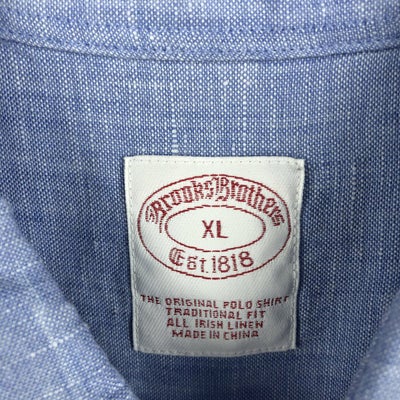 Brooks Brothers
XL
Est. 1818
THE ORIGINAL POLO SHIRT
TRADITIONAL FIT
ALL IRISH LINEN
MADE IN CHINA